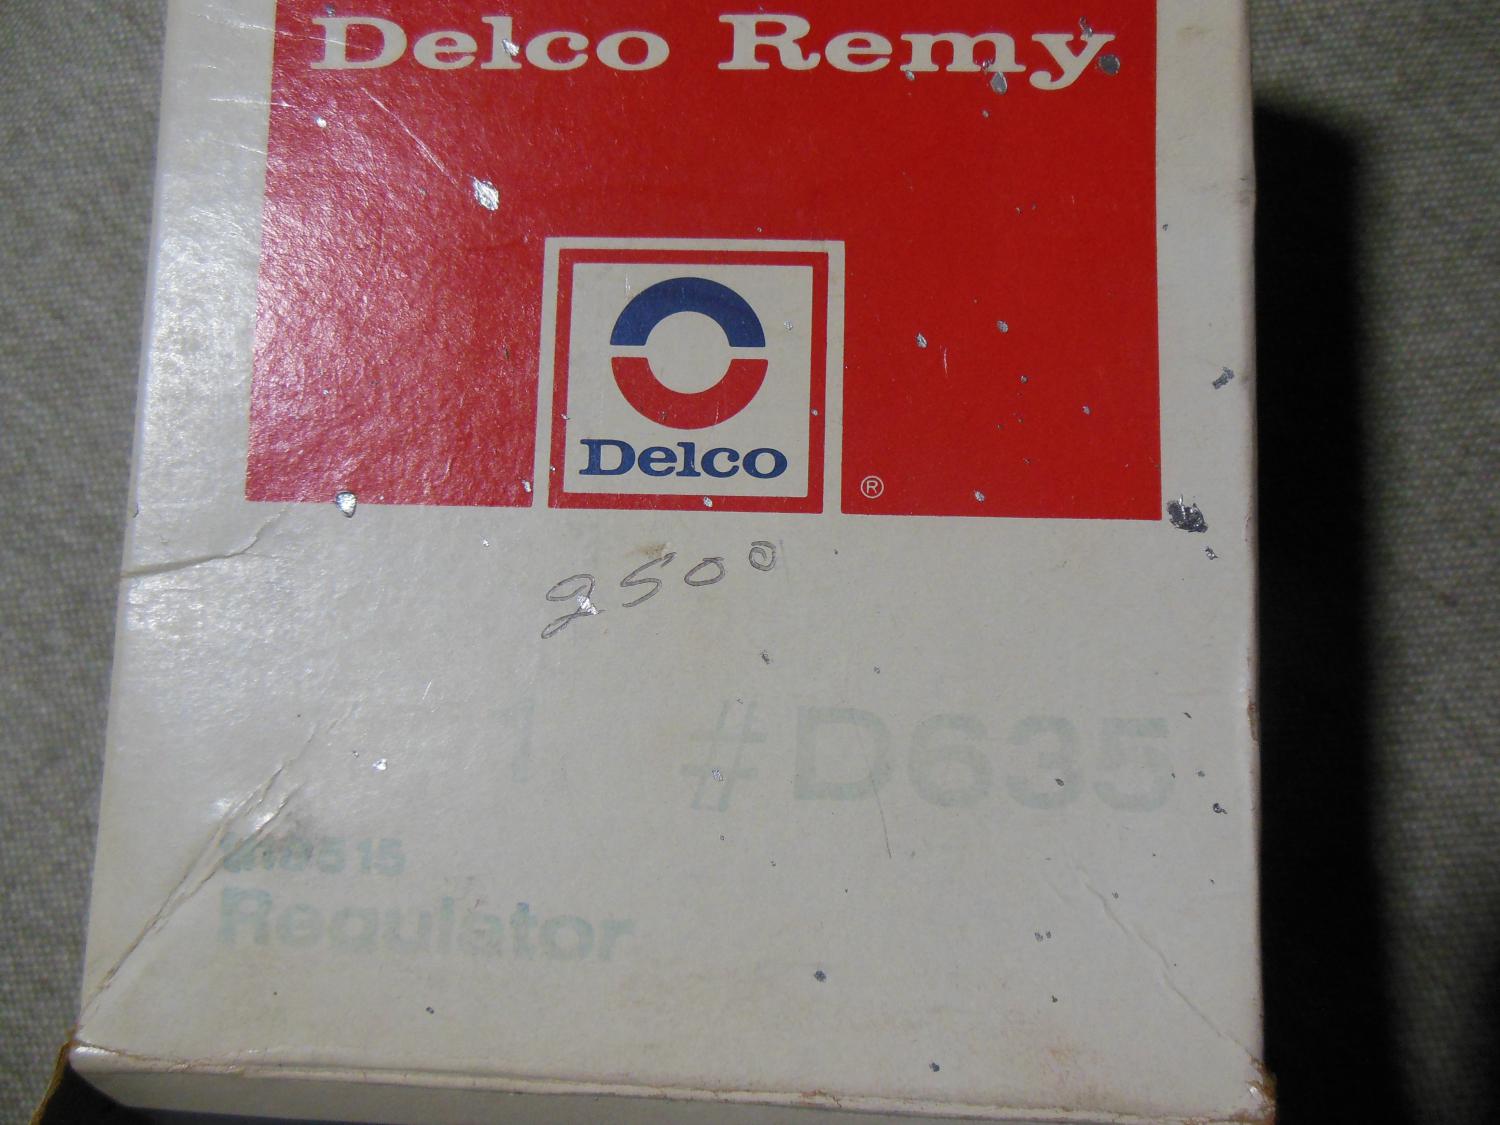 Delco Remy
Delco
®
2500
1 #D635
Regulator